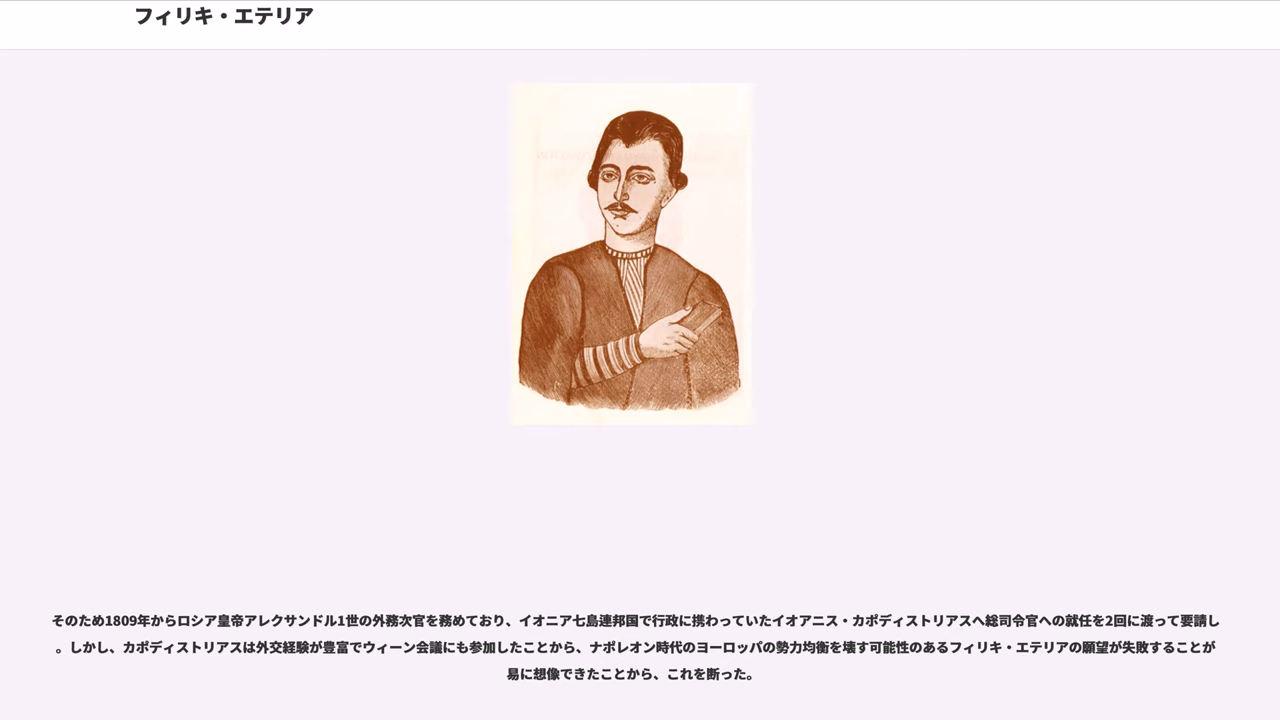 フィリキ・エテリア
そのため1809年からロシア皇帝アレクサンドル1世の外務次官を務めており、イオニア七島連邦国で行政に携わっていたイオアニス・カポディストリアスへ総司令官への就任を2回に渡って要請し
。しかし、カポディストリアスは外交経験が豊富でウィーン会議にも参加したことから、ナポレオン時代のヨーロッパの勢力均衡を壊す可能性のあるフィリキ・エテリアの願望が失敗することが
易に想像できたことから、これを断った。